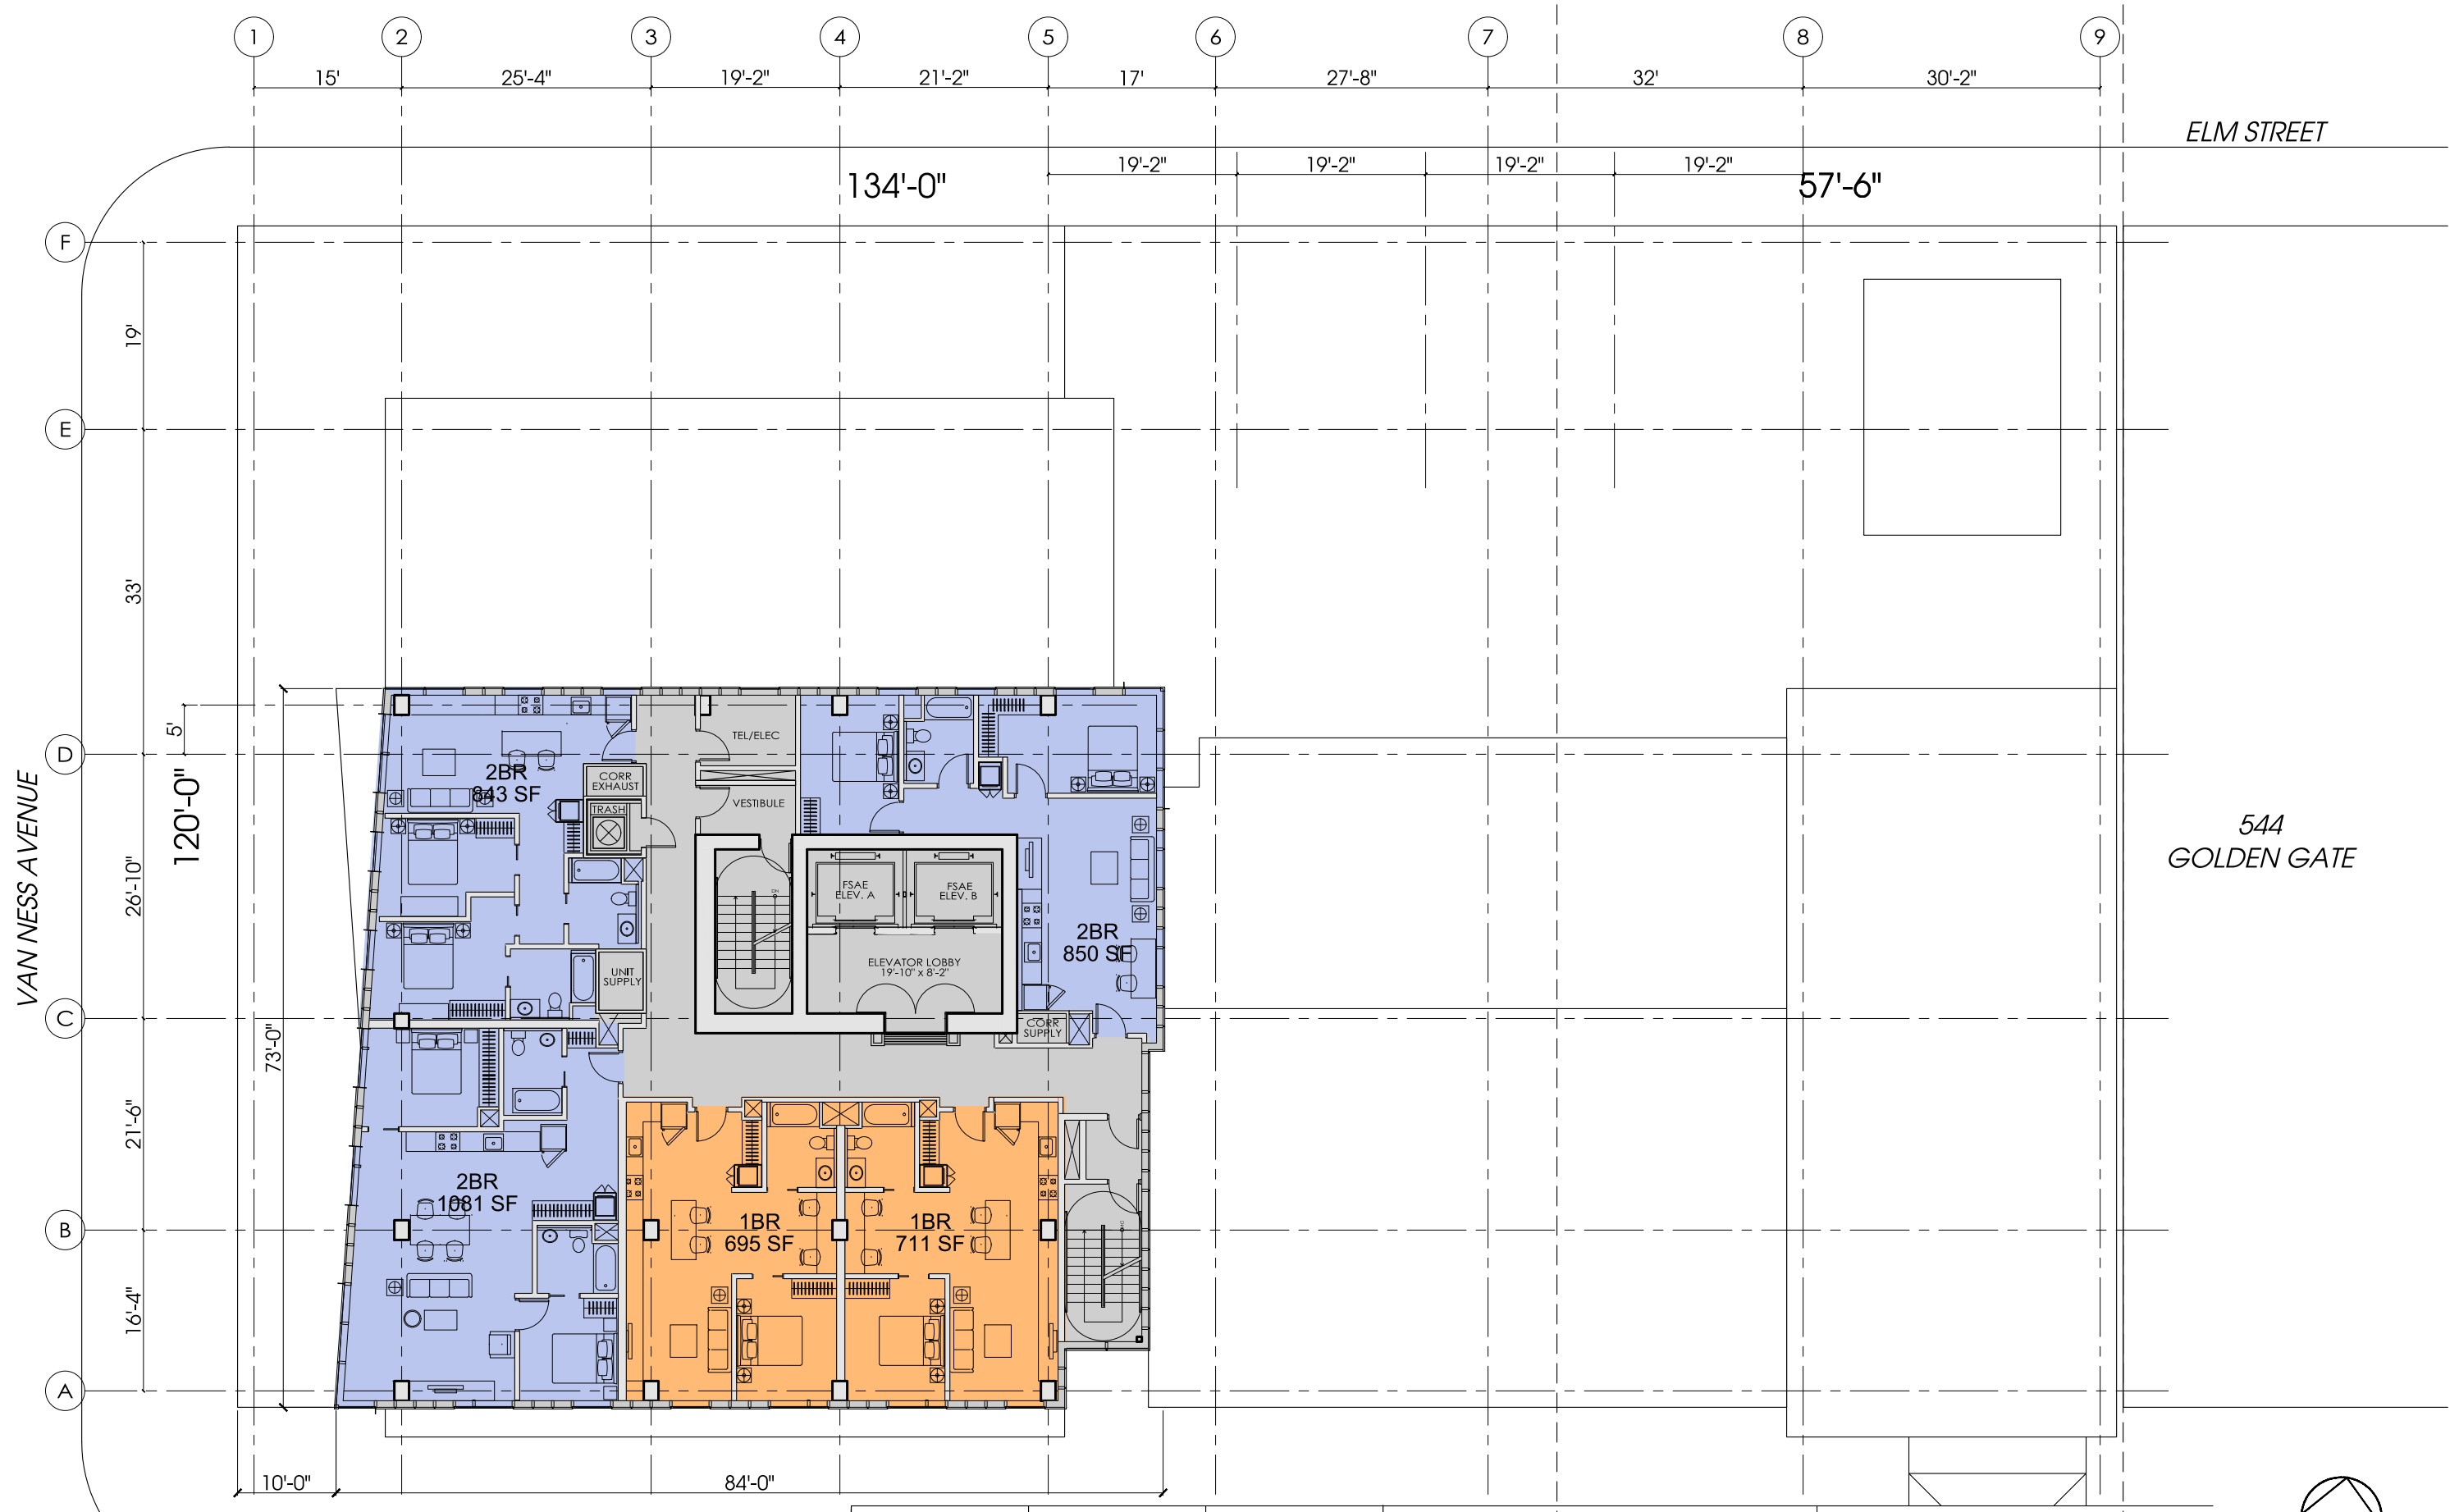 1 2 3 4 5 6 7 8 9
15' 25'-4" 19'-2" 21'-2" 17' 27'-8" 32' 30'-2"
ELM STREET
19'-2" 19'-2" 19'-2" 19'-2"
134'-0" 57'-6"
F
19'
E
33'
5'
D
120'-0"
VAN NESS AVENUE
26'-10"
C
73'-0"
21'-6"
B
16'-4"
A
544
GOLDEN GATE
TEL/ELEC
2BR
843 SF
CORR
EXHAUST
TRASH
VESTIBULE
FSAE
ELEV. A
FSAE
ELEV. B
DN
2BR
850 SF
UNIT
SUPPLY
ELEVATOR LOBBY
19'-10" x 8'-2"
CORR
SUPPLY
2BR
1081 SF
1BR
695 SF
1BR
711 SF
10'-0" 84'-0"